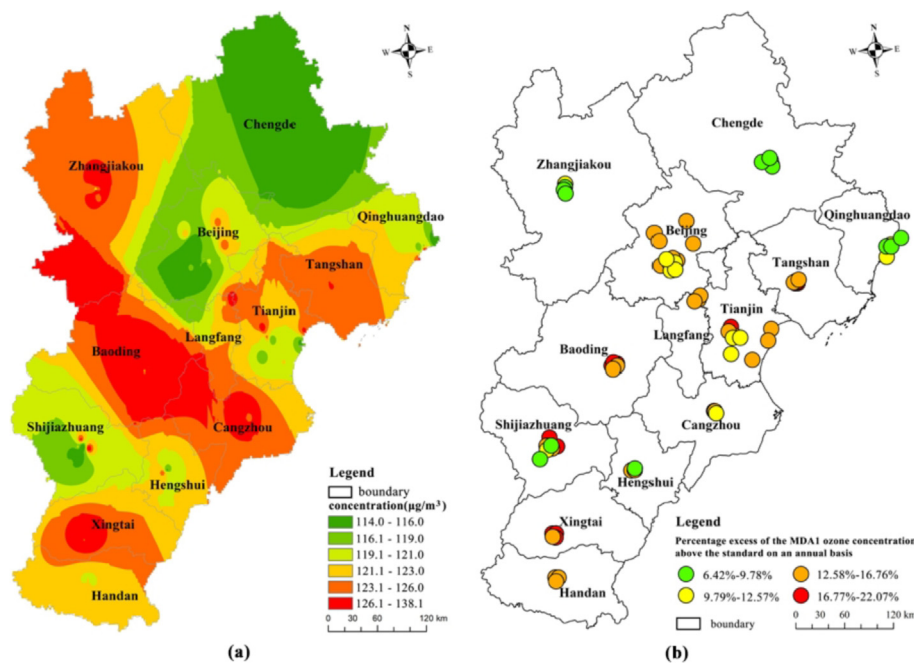 (a)
N
W E
S
Chengde
Zhangjiakou
Qinghuangdao
Beijing
Tangshan
Tianjin
Langfang
Baoding
Cangzhou
Shijiazhuang
Hengshui
Xingtai
Handan
Legend
boundary
concentration(μg/m³)
114.0 - 116.0
116.1 - 119.0
119.1 - 121.0
121.1 - 123.0
123.1 - 126.0
126.1 - 138.1
0 30 60 120 km
(a)
(b)
N
W E
S
Chengde
Zhangjiakou
Qinghuangdao
Beijing
Tangshan
Tianjin
Langfang
Baoding
Cangzhou
Shijiazhuang
Hengshui
Xingtai
Handan
Legend
Percentage excess of the MDA1 ozone concentration
above the standard on an annual basis
6.42%-9.78% 12.58%-16.76%
9.79%-12.57% 16.77%-22.07%
boundary
0 30 60 120 km
(b)